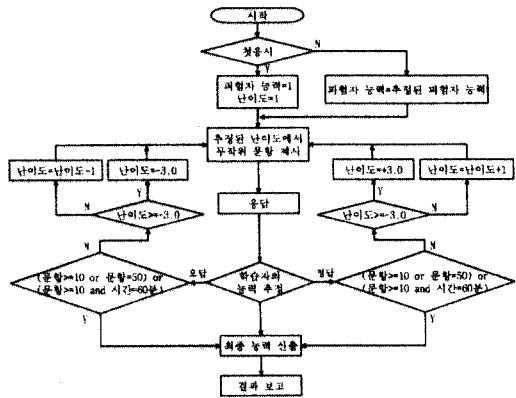 시작
첫응시
N
Y
피험자 능력=1
난이도=1
피험자 능력=추정된 피험자 능력
추정된 난이도에서
무작위 문항 제시
난이도=난이도-1
난이도=-3.0
난이도=+3.0
난이도=난이도+1
응답
Y
Y
난이도>=-3.0
난이도>=-3.0
N
N
(문항>=10 or 문항=50) or
(문항>=10 and 시간=60분)
오답
학습자의
능력 추정
정답
(문항>=10 or 문항=50) or
(문항>=10 and 시간=60분)
Y
Y
최종 능력 산출
결과 보고